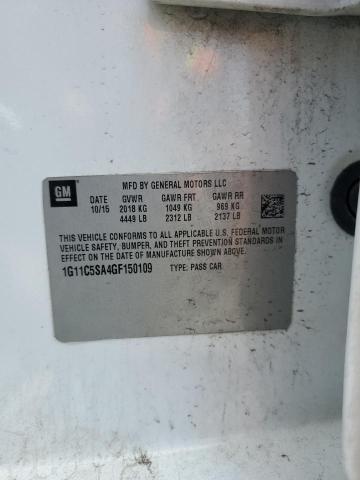 GM
MFD BY GENERAL MOTORS LLC
DATE GVWR GAWR FRT GAWR RR
10/15 2018 KG 1049 KG 969 KG
4449 LB 2312 LB 2137 LB
THIS VEHICLE CONFORMS TO ALL APPLICABLE U.S. FEDERAL MOTOR
VEHICLE SAFETY, BUMPER, AND THEFT PREVENTION STANDARDS IN
EFFECT ON THE DATE OF MANUFACTURE SHOWN ABOVE.
1G11C5SA4GF150109 TYPE: PASS CAR